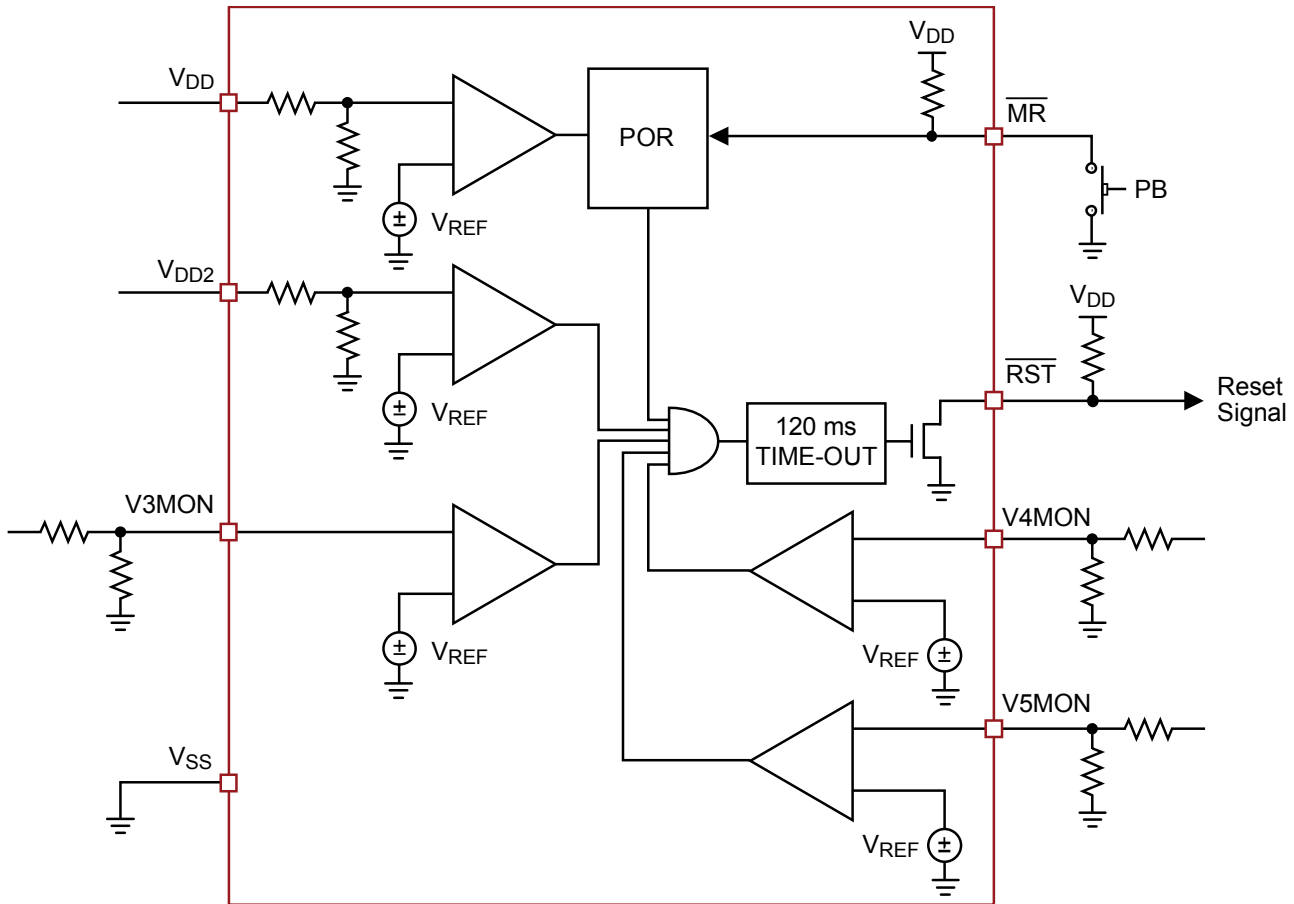 VDD
VDD
POR
MR
PB
VREF
VDD2
VDD
VREF
RST
Reset
Signal
120 ms
TIME-OUT
V3MON
V4MON
VREF
VREF
V5MON
VSS
VREF